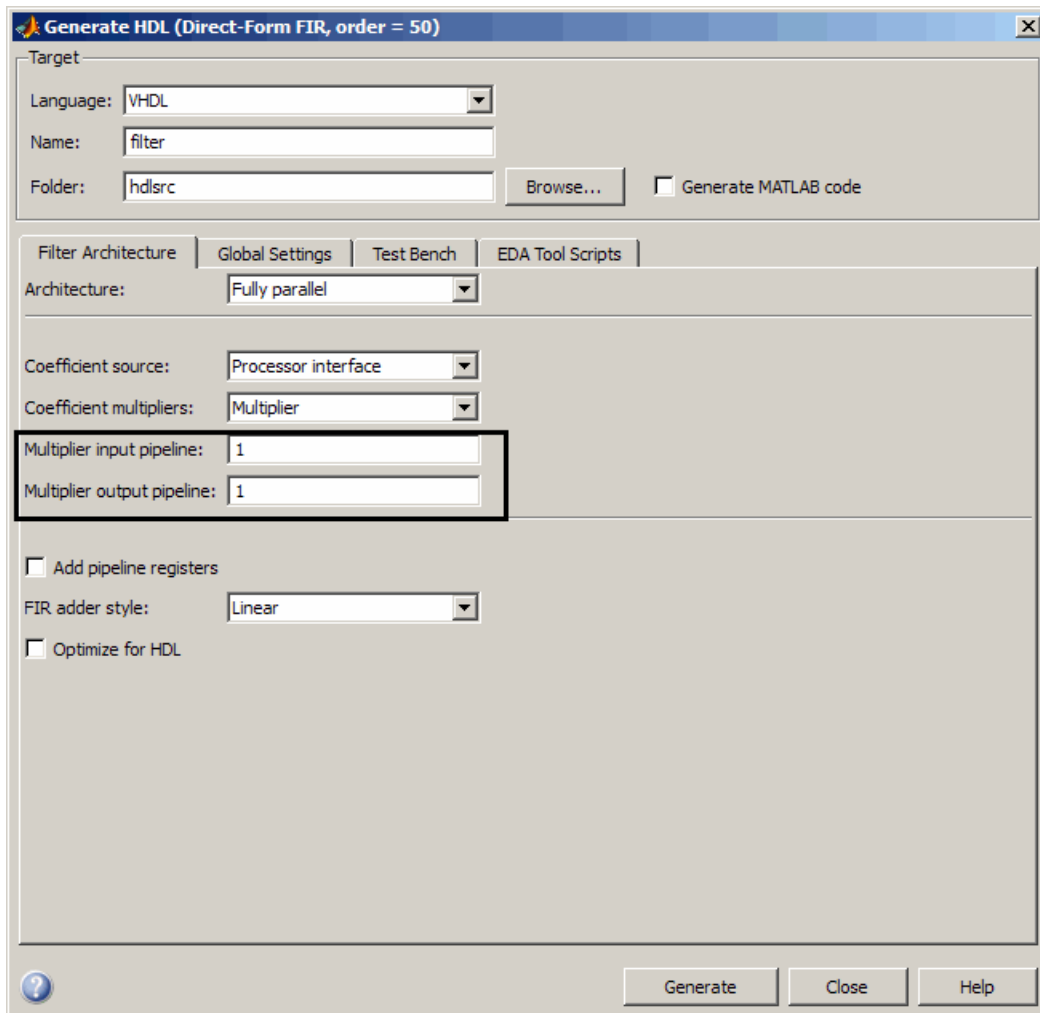 Generate HDL (Direct-Form FIR, order = 50)
Target
Language: VHDL
Name: filter
Folder: hdlsrc Browse... Generate MATLAB code
Filter Architecture Global Settings Test Bench EDA Tool Scripts
Architecture: Fully parallel
Coefficient source: Processor interface
Coefficient multipliers: Multiplier
Multiplier input pipeline: 1
Multiplier output pipeline: 1
Add pipeline registers
FIR adder style: Linear
Optimize for HDL
? Generate Close Help